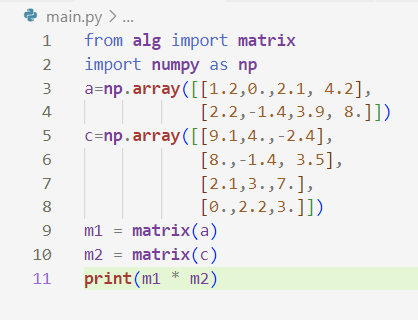 main.py > ...
1 from alg import matrix
2 import numpy as np
3 a=np.array([[1.2,0.,2.1, 4.2],
4 [2.2,-1.4,3.9, 8.]])
5 c=np.array([[9.1,4.,-2.4],
6 [8.,-1.4, 3.5],
7 [2.1,3.,7.],
8 [0.,2.2,3.]])
9 m1 = matrix(a)
10 m2 = matrix(c)
11 print(m1 * m2)